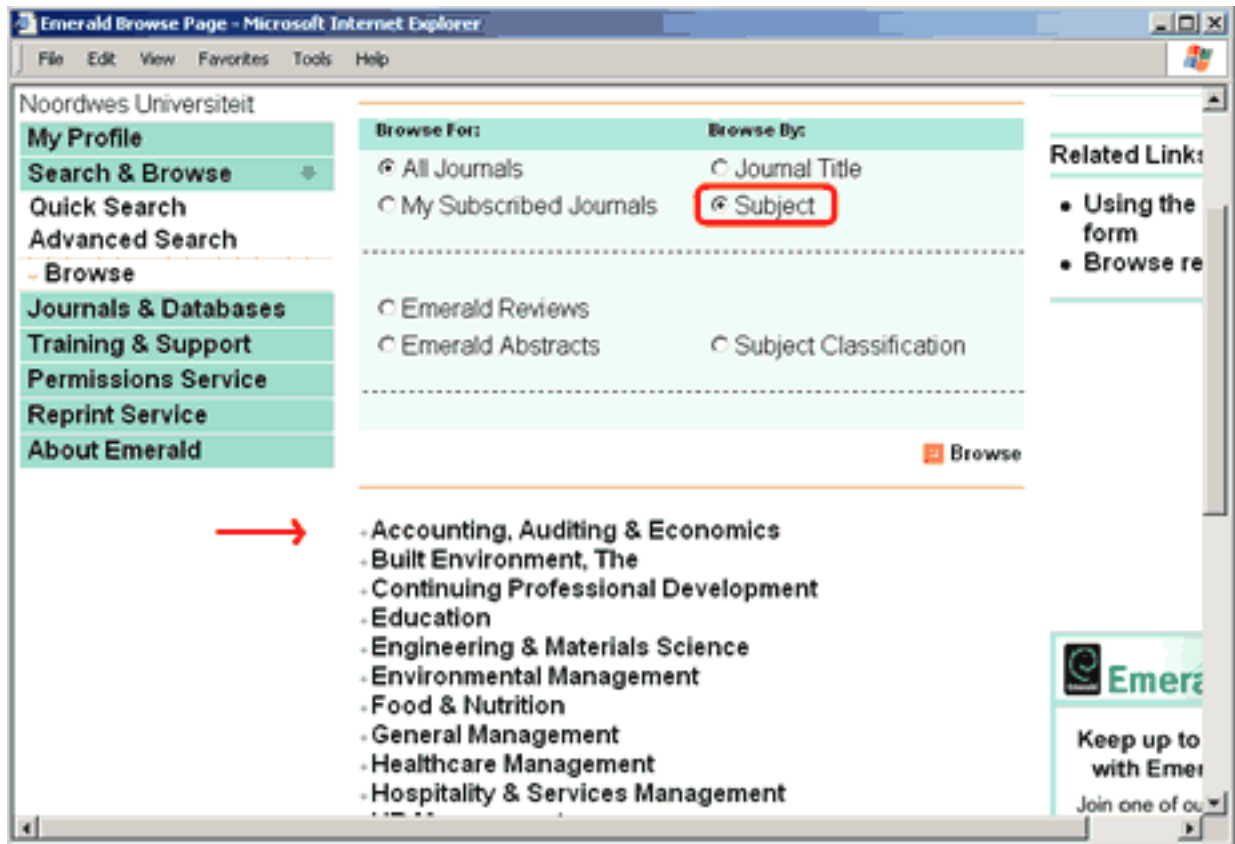 Emerald Browse Page - Microsoft Internet Explorer
File Edit View Favorites Tools Help
Noordwes Universiteit
My Profile
Search & Browse
Quick Search
Advanced Search
Browse
Journals & Databases
Training & Support
Permissions Service
Reprint Service
About Emerald
Browse For: Browse By:
All Journals Journal Title
My Subscribed Journals Subject
Emerald Reviews
Emerald Abstracts Subject Classification
Browse
Accounting, Auditing & Economics
Built Environment, The
Continuing Professional Development
Education
Engineering & Materials Science
Environmental Management
Food & Nutrition
General Management
Healthcare Management
Hospitality & Services Management
Related Links
Using the
form
Browse re
Emera
Keep up to
with Emer
Join one of ou